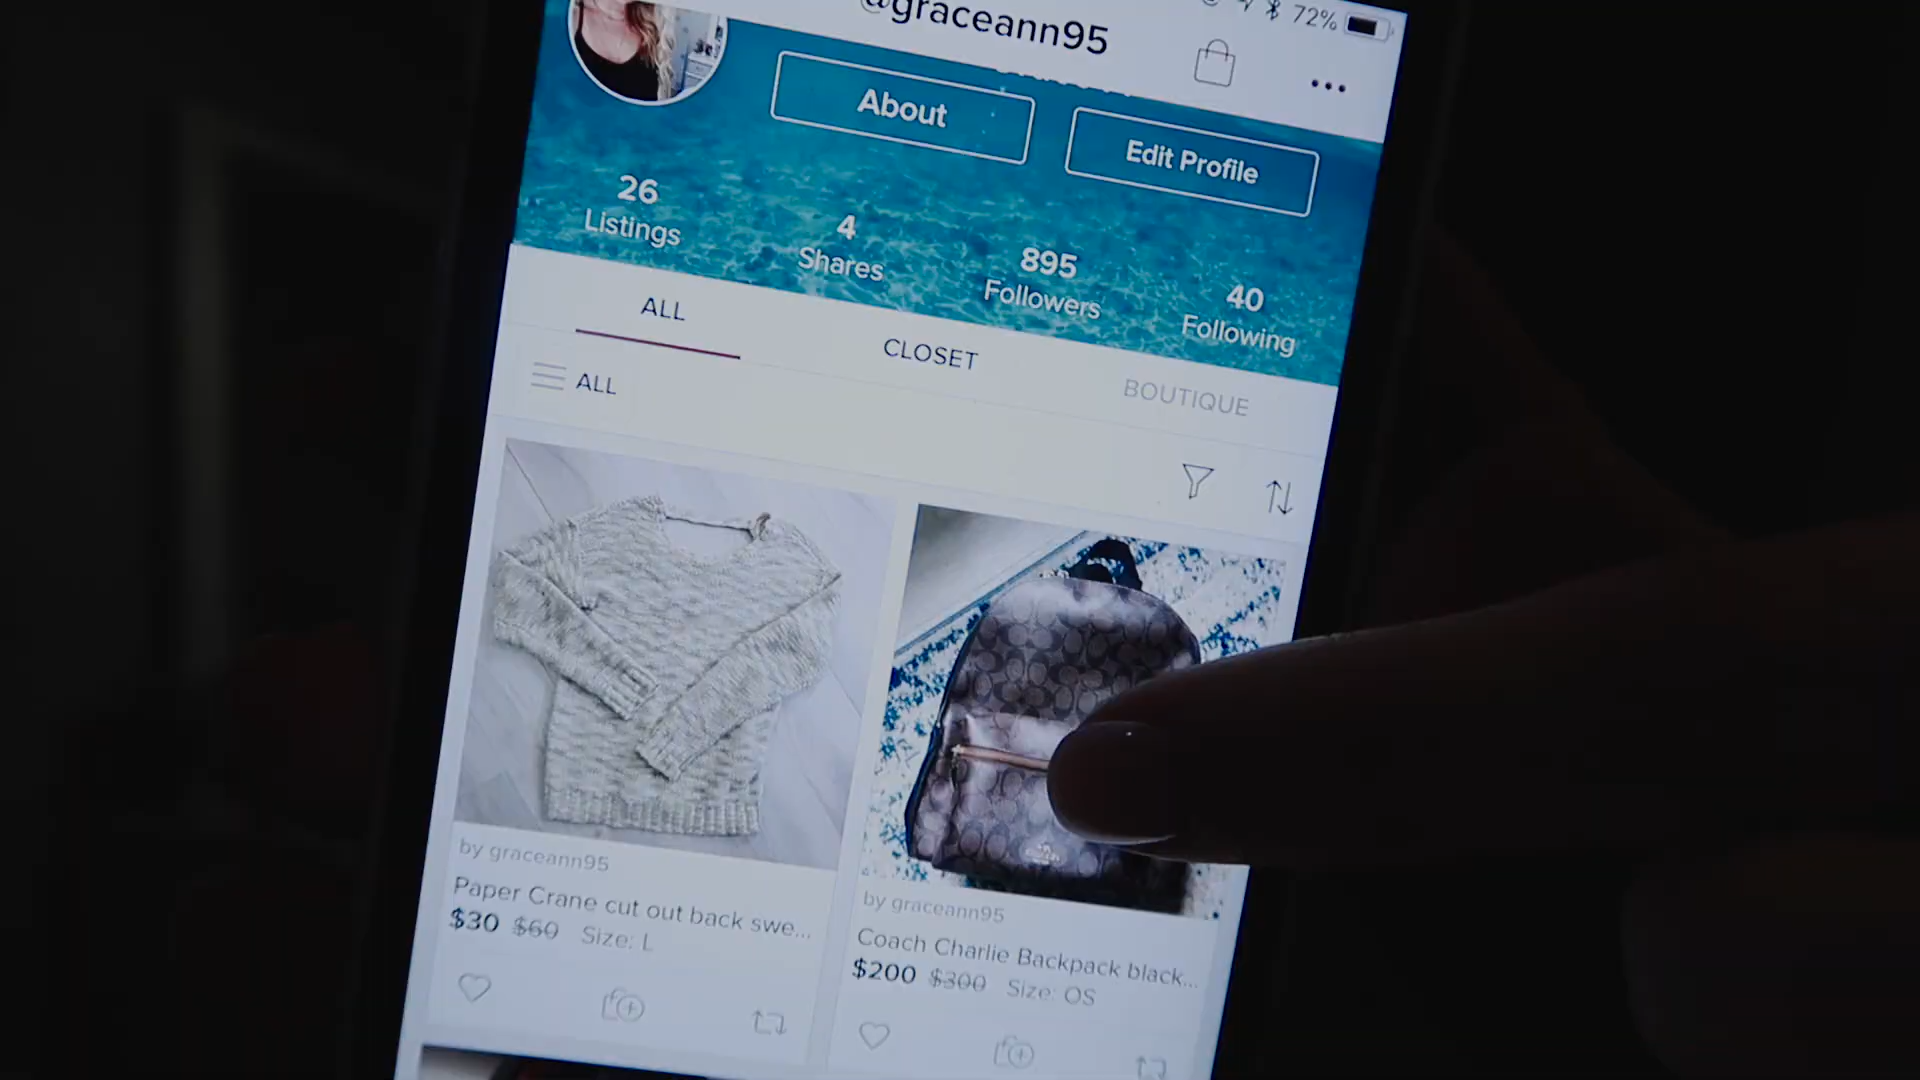 @graceann95
72%
About
Edit Profile
26
Listings
4
Shares
895
Followers
40
Following
ALL
CLOSET
BOUTIQUE
ALL
by graceann95
Paper Crane cut out back swe...
$30 $60 Size: L
by graceann95
Coach Charlie Backpack black...
$200 $300 Size: OS